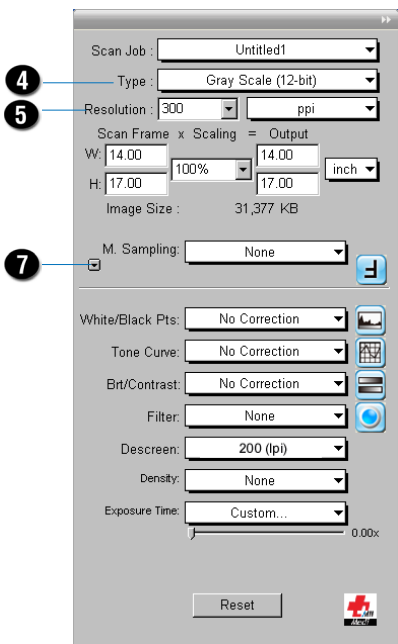 Scan Job : Untitled1
4 Type : Gray Scale (12-bit)
5 Resolution : 300 ppi
Scan Frame x Scaling = Output
W: 14.00 100% 14.00 inch
H: 17.00 17.00
Image Size : 31,377 KB
7 M. Sampling: None
White/Black Pts: No Correction
Tone Curve: No Correction
Brt/Contrast: No Correction
Filter: None
Descreen: 200 (lpi)
Density: None
Exposure Time: Custom...
0.00x
Reset